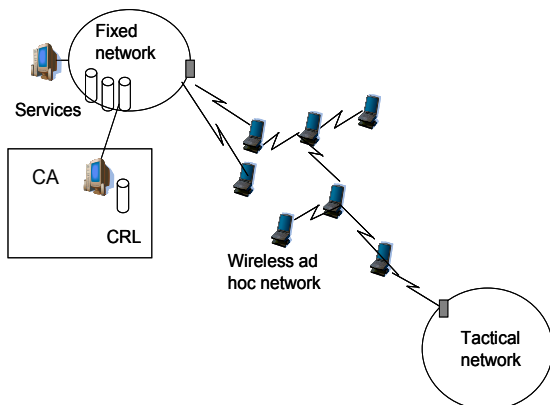 Fixed
network
Services
CA
CRL
Wireless ad
hoc network
Tactical
network